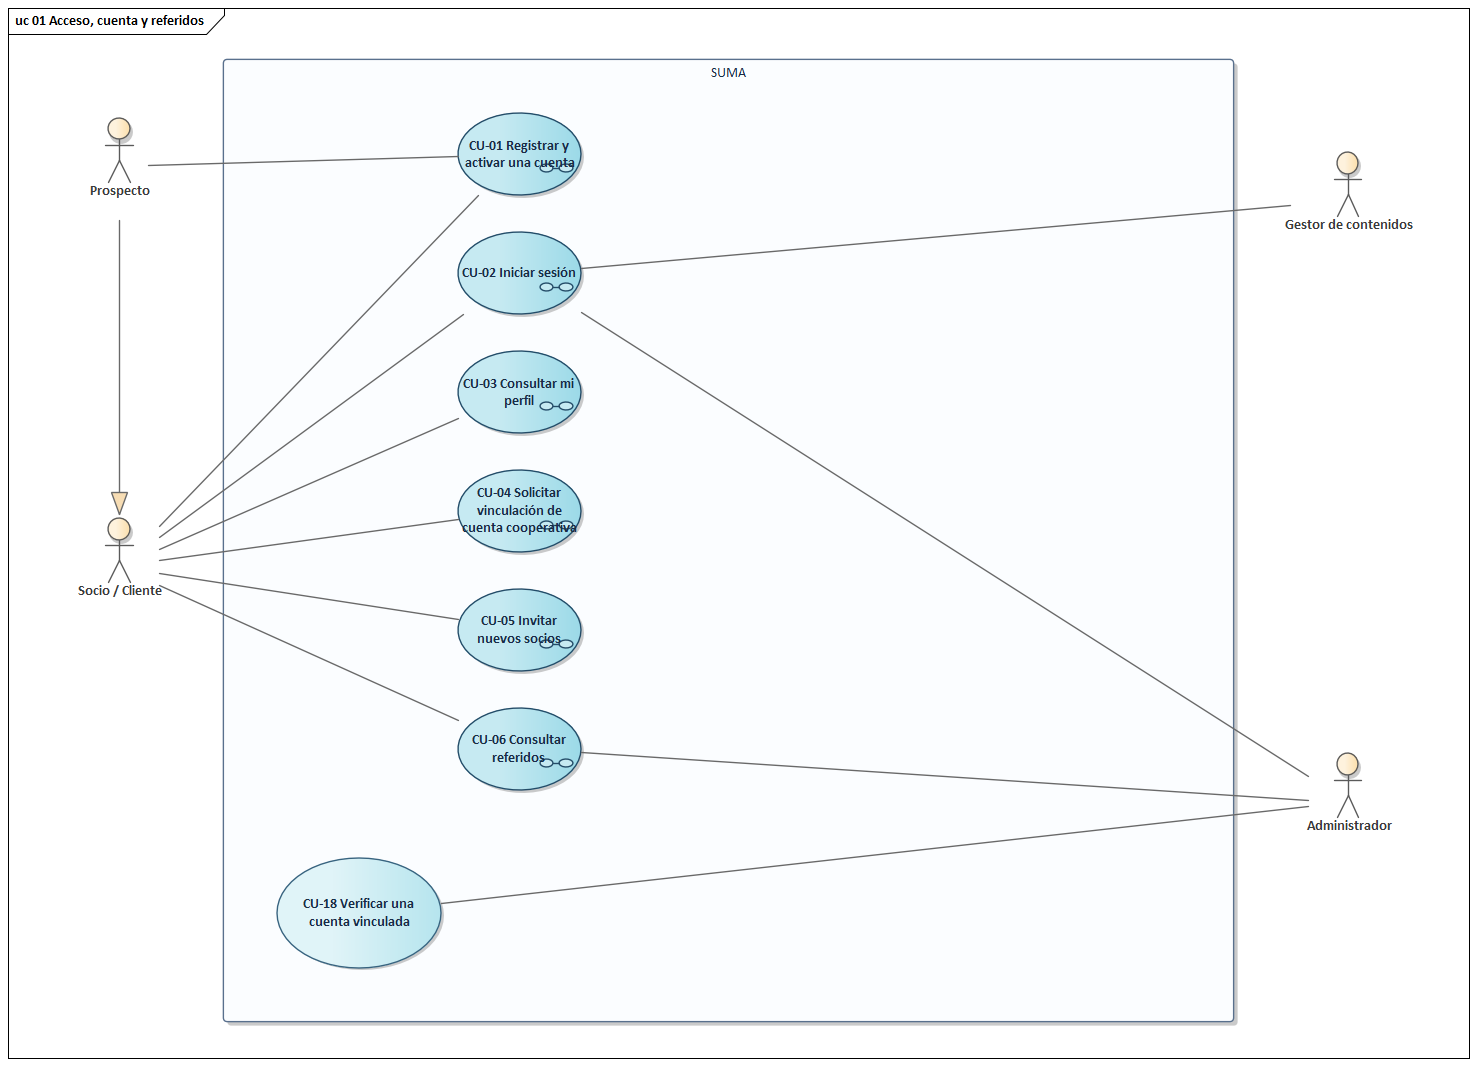 uc 01 Acceso, cuenta y referidos
SUMA
Prospecto
CU-01 Registrar y
activar una cuenta
Gestor de contenidos
CU-02 Iniciar sesión
CU-03 Consultar mi
perfil
CU-04 Solicitar
vinculación de
cuenta cooperativa
Socio / Cliente
CU-05 Invitar
nuevos socios
CU-06 Consultar
referidos
Administrador
CU-18 Verificar una
cuenta vinculada